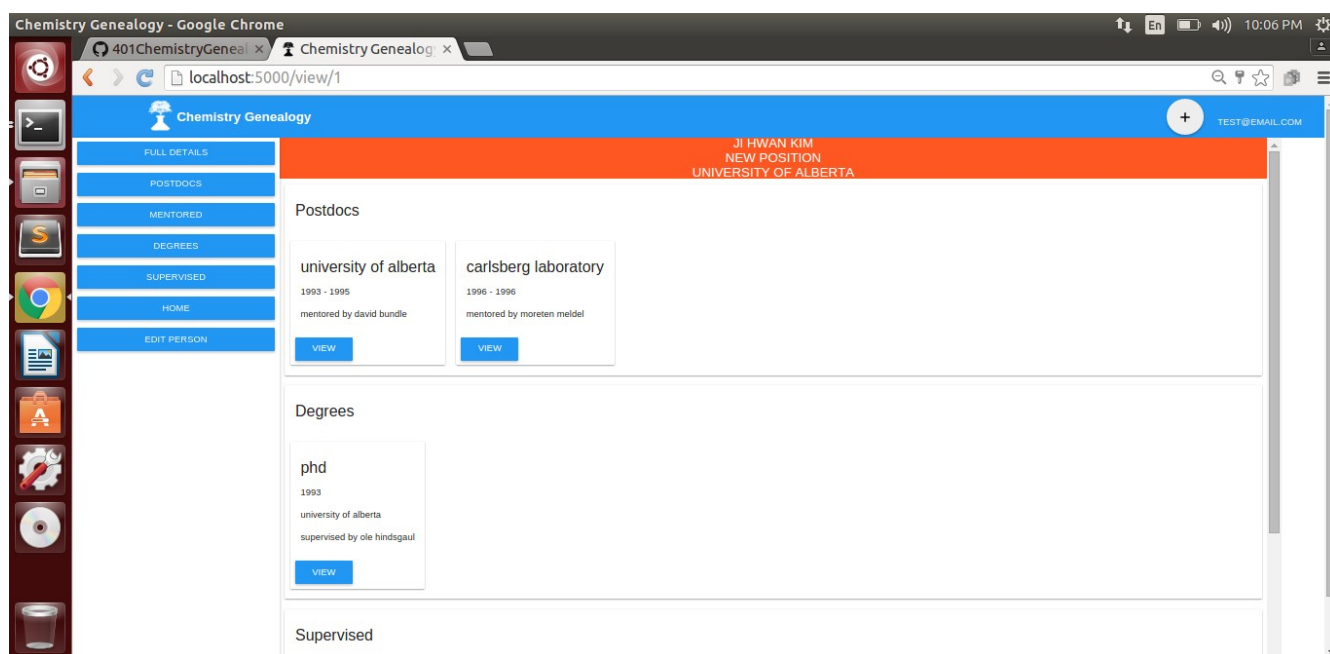 Chemistry Genealogy - Google Chrome
En
10:06 PM
401ChemistryGeneal
Chemistry Genealog
localhost:5000/view/1
Chemistry Genealogy
+
TEST@EMAIL.COM
FULL DETAILS
POSTDOCS
MENTORED
DEGREES
SUPERVISED
HOME
EDIT PERSON
JI HWAN KIM
NEW POSITION
UNIVERSITY OF ALBERTA
Postdocs
university of alberta
1993 - 1995
mentored by david bundle
VIEW
carlsberg laboratory
1996 - 1996
mentored by moreten meldel
VIEW
Degrees
phd
1993
university of alberta
supervised by ole hindsgaul
VIEW
Supervised